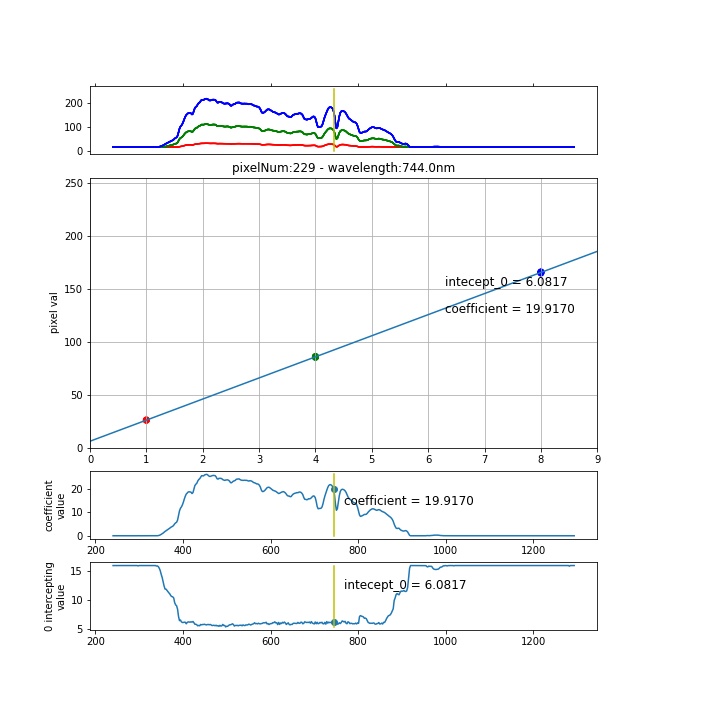 200
100
0
pixelNum:229 - wavelength:744.0nm
250
200
150
100
50
0
pixel val
intecept_0 = 6.0817
coefficient = 19.9170
0 1 2 3 4 5 6 7 8 9
coefficient
value
20
10
0
coefficient = 19.9170
200 400 600 800 1000 1200
0 intercepting
value
15
10
5
intecept_0 = 6.0817
200 400 600 800 1000 1200